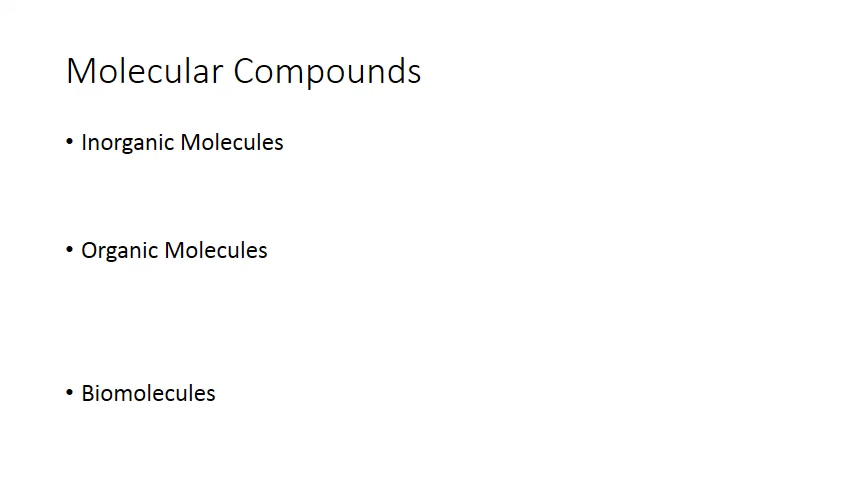 Molecular Compounds
• Inorganic Molecules
• Organic Molecules
• Biomolecules